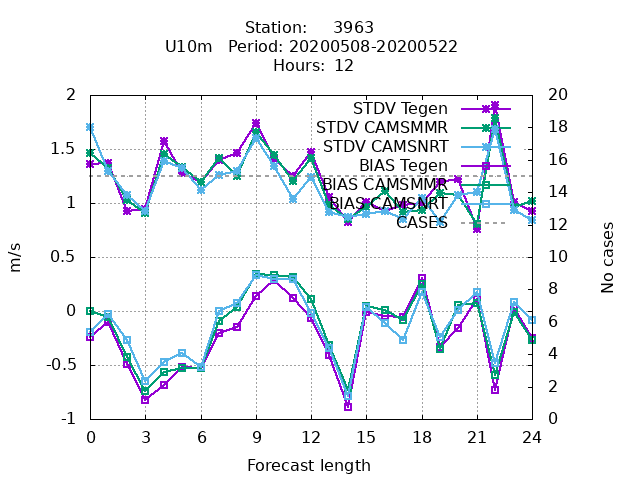 Station: 3963
U10m Period: 20200508-20200522
Hours: 12
STDV Tegen
STDV CAMSMMR
STDV CAMSNRT
BIAS Tegen
BIAS CAMSMMR
BIAS CAMSNRT
CASES
2
1.5
1
0.5
0
-0.5
-1
m/s
20
18
16
14
12
10
8
6
4
2
0
No cases
0 3 6 9 12 15 18 21 24
Forecast length